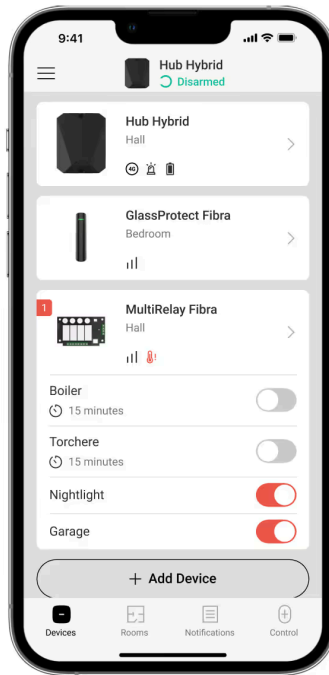 9:41
Hub Hybrid
Disarmed
Hub Hybrid
Hall
4G
GlassProtect Fibra
Bedroom
1
MultiRelay Fibra
Hall
!
Boiler
15 minutes
Torchere
15 minutes
Nightlight
Garage
+ Add Device
Devices
Rooms
Notifications
Control